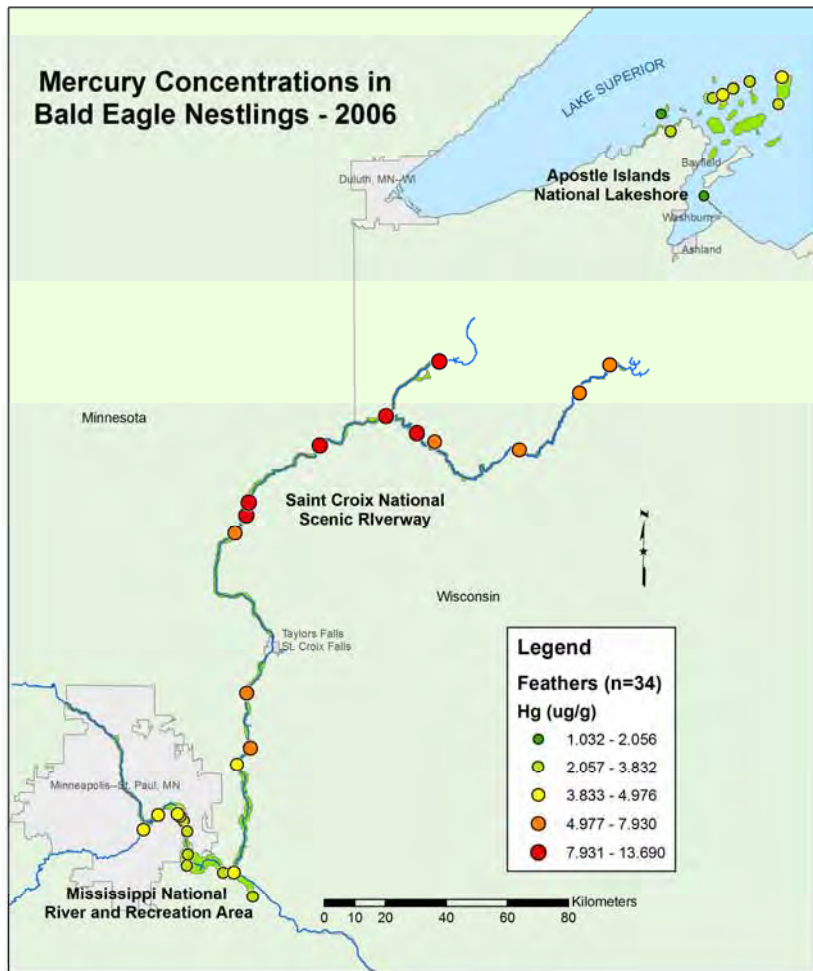 Mercury Concentrations in
Bald Eagle Nestlings - 2006
LAKE SUPERIOR
Duluth, MN--WI
Apostle Islands
National Lakeshore
Bayfield
Washburn
Ashland
Minnesota
Saint Croix National
Scenic RIverway
N
Wisconsin
Taylors Falls
St. Croix Falls
Minneapolis--St. Paul, MN
Mississippi National
River and Recreation Area
Legend
Feathers (n=34)
Hg (ug/g)
1.032 - 2.056
2.057 - 3.832
3.833 - 4.976
4.977 - 7.930
7.931 - 13.690
Kilometers
0 10 20 40 60 80